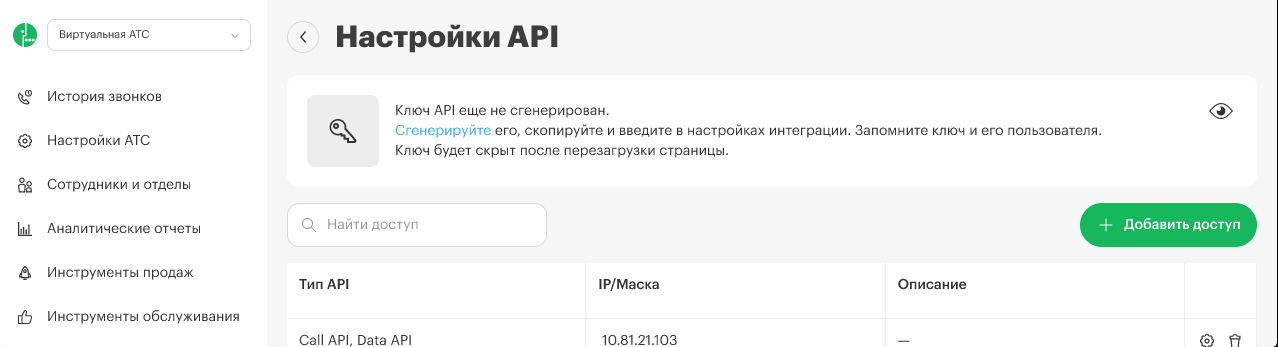 Виртуальная АТС
История звонков
Настройки АТС
Сотрудники и отделы
Аналитические отчеты
Инструменты продаж
Инструменты обслуживания
Настройки API
Ключ API еще не сгенерирован.
Сгенерируйте его, скопируйте и введите в настройках интеграции. Запомните ключ и его пользователя.
Ключ будет скрыт после перезагрузки страницы.
Найти доступ
Добавить доступ
Тип API IP/Маска Описание
Call API, Data API 10.81.21.103 —